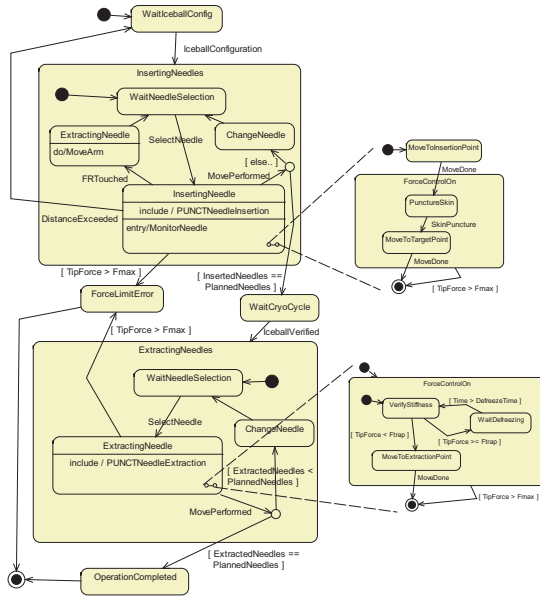 WaitIceballConfig
IceballConfiguration
InsertingNeedles
WaitNeedleSelection
ExtractingNeedle
do/MoveArm
SelectNeedle
ChangeNeedle
[ else.. ]
FRTouched
MovePerformed
InsertingNeedle
include / PUNCTNeedleInsertion
entry/MonitorNeedle
DistanceExceeded
[ TipForce > Fmax ]
[ InsertedNeedles ==
PlannedNeedles ]
ForceLimitError
WaitCryoCycle
[ TipForce > Fmax ]
IceballVerified
ExtractingNeedles
WaitNeedleSelection
SelectNeedle
ChangeNeedle
ExtractingNeedle
include / PUNCTNeedleExtraction
[ ExtractedNeedles <
PlannedNeedles ]
MovePerformed
[ ExtractedNeedles ==
PlannedNeedles ]
OperationCompleted
MoveToInsertionPoint
MoveDone
ForceControlOn
PunctureSkin
SkinPuncture
MoveToTargetPoint
MoveDone
[ TipForce > Fmax ]
ForceControlOn
VerifyStiffness
[ Time > DefreezeTime ]
WaitDefreezing
[ TipForce < Ftrap ]
[ TipForce >= Ftrap ]
MoveToExtractionPoint
MoveDone
[ TipForce > Fmax ]